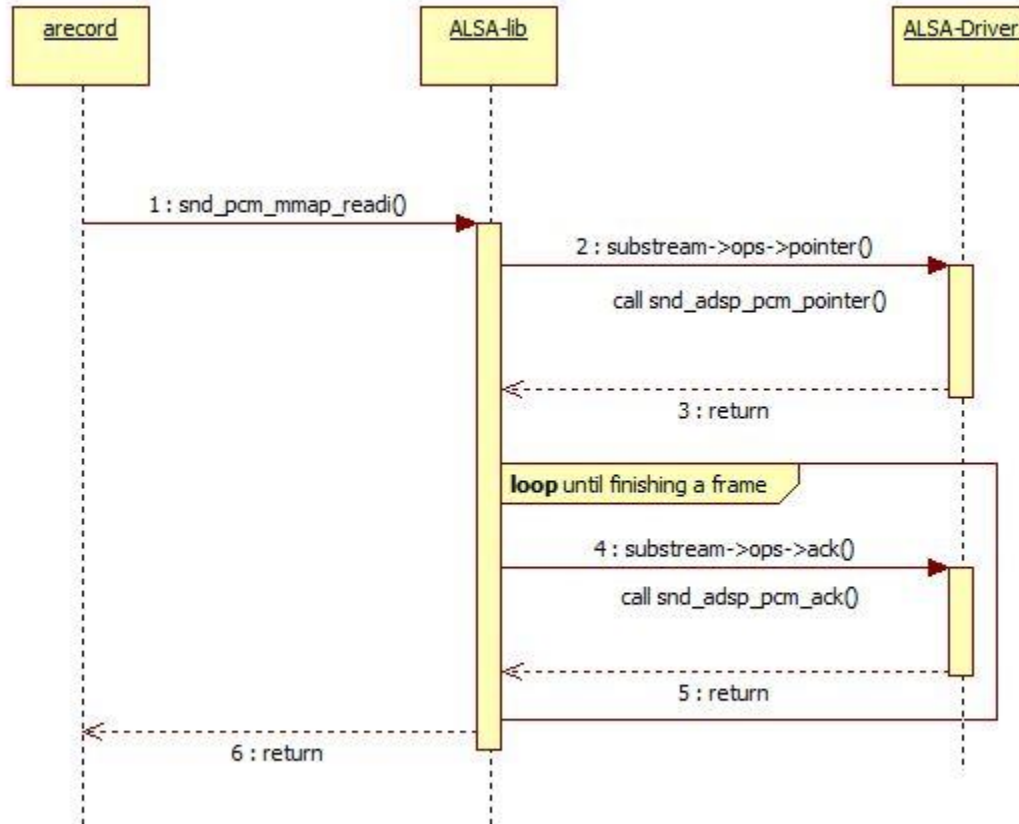 arecord
ALSA-lib
ALSA-Driver
1 : snd_pcm_mmap_readi()
2 : substream->ops->pointer()
call snd_adsp_pcm_pointer()
3 : return
loop until finishing a frame
4 : substream->ops->ack()
call snd_adsp_pcm_ack()
5 : return
6 : return